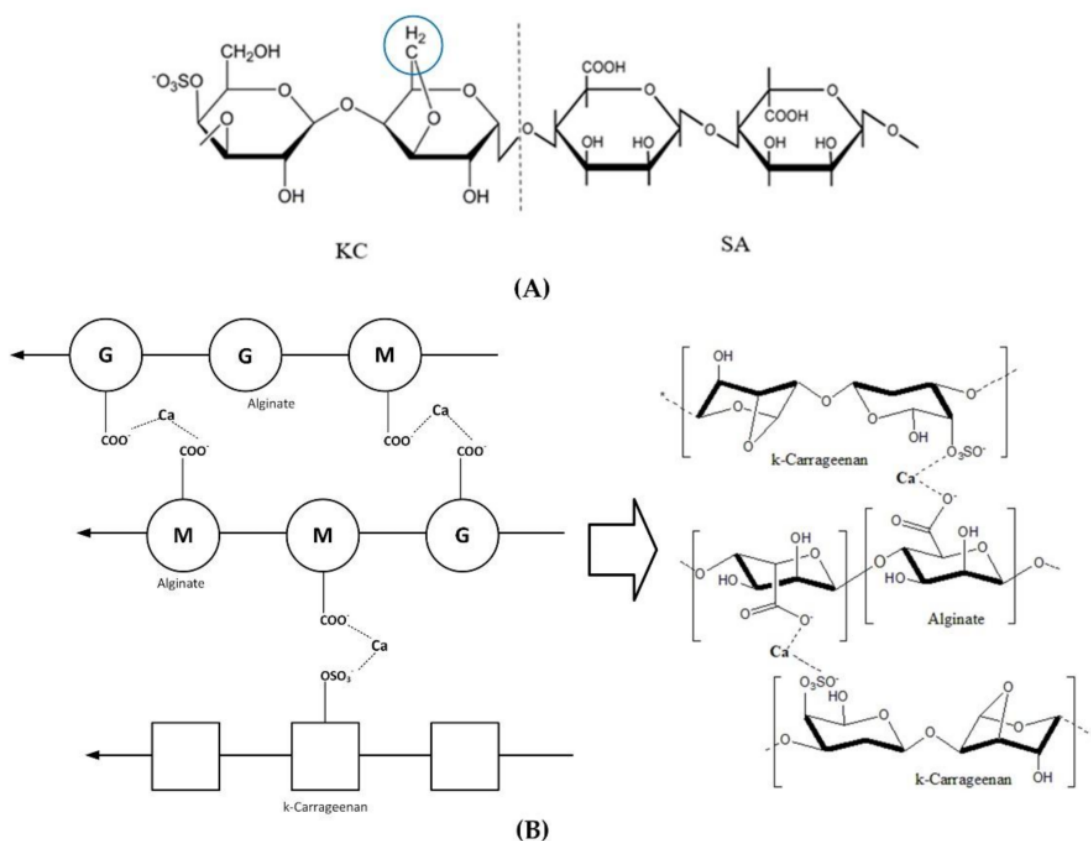 H₂
C
CH₂OH
⁻O₃SO
O
O
O
O
O
O
OH
OH
COOH
O
OH
HO
O
O
COOH
OH
HO
O
KC
SA
(A)
G
G
M
Alginate
Ca
Ca
COO⁻
COO⁻
COO⁻
COO⁻
M
M
G
Alginate
COO⁻
Ca
OSO₃⁻
k-Carrageenan
OH
O
O
O
O
O
HO
O₃SO⁻
k-Carrageenan
Ca
O⁻
O
OH
OH
O
O
HO
O
O
HO
O
O
O⁻
Alginate
Ca
O₃SO⁻
HO
O
O
O
O
O
OH
k-Carrageenan
(B)